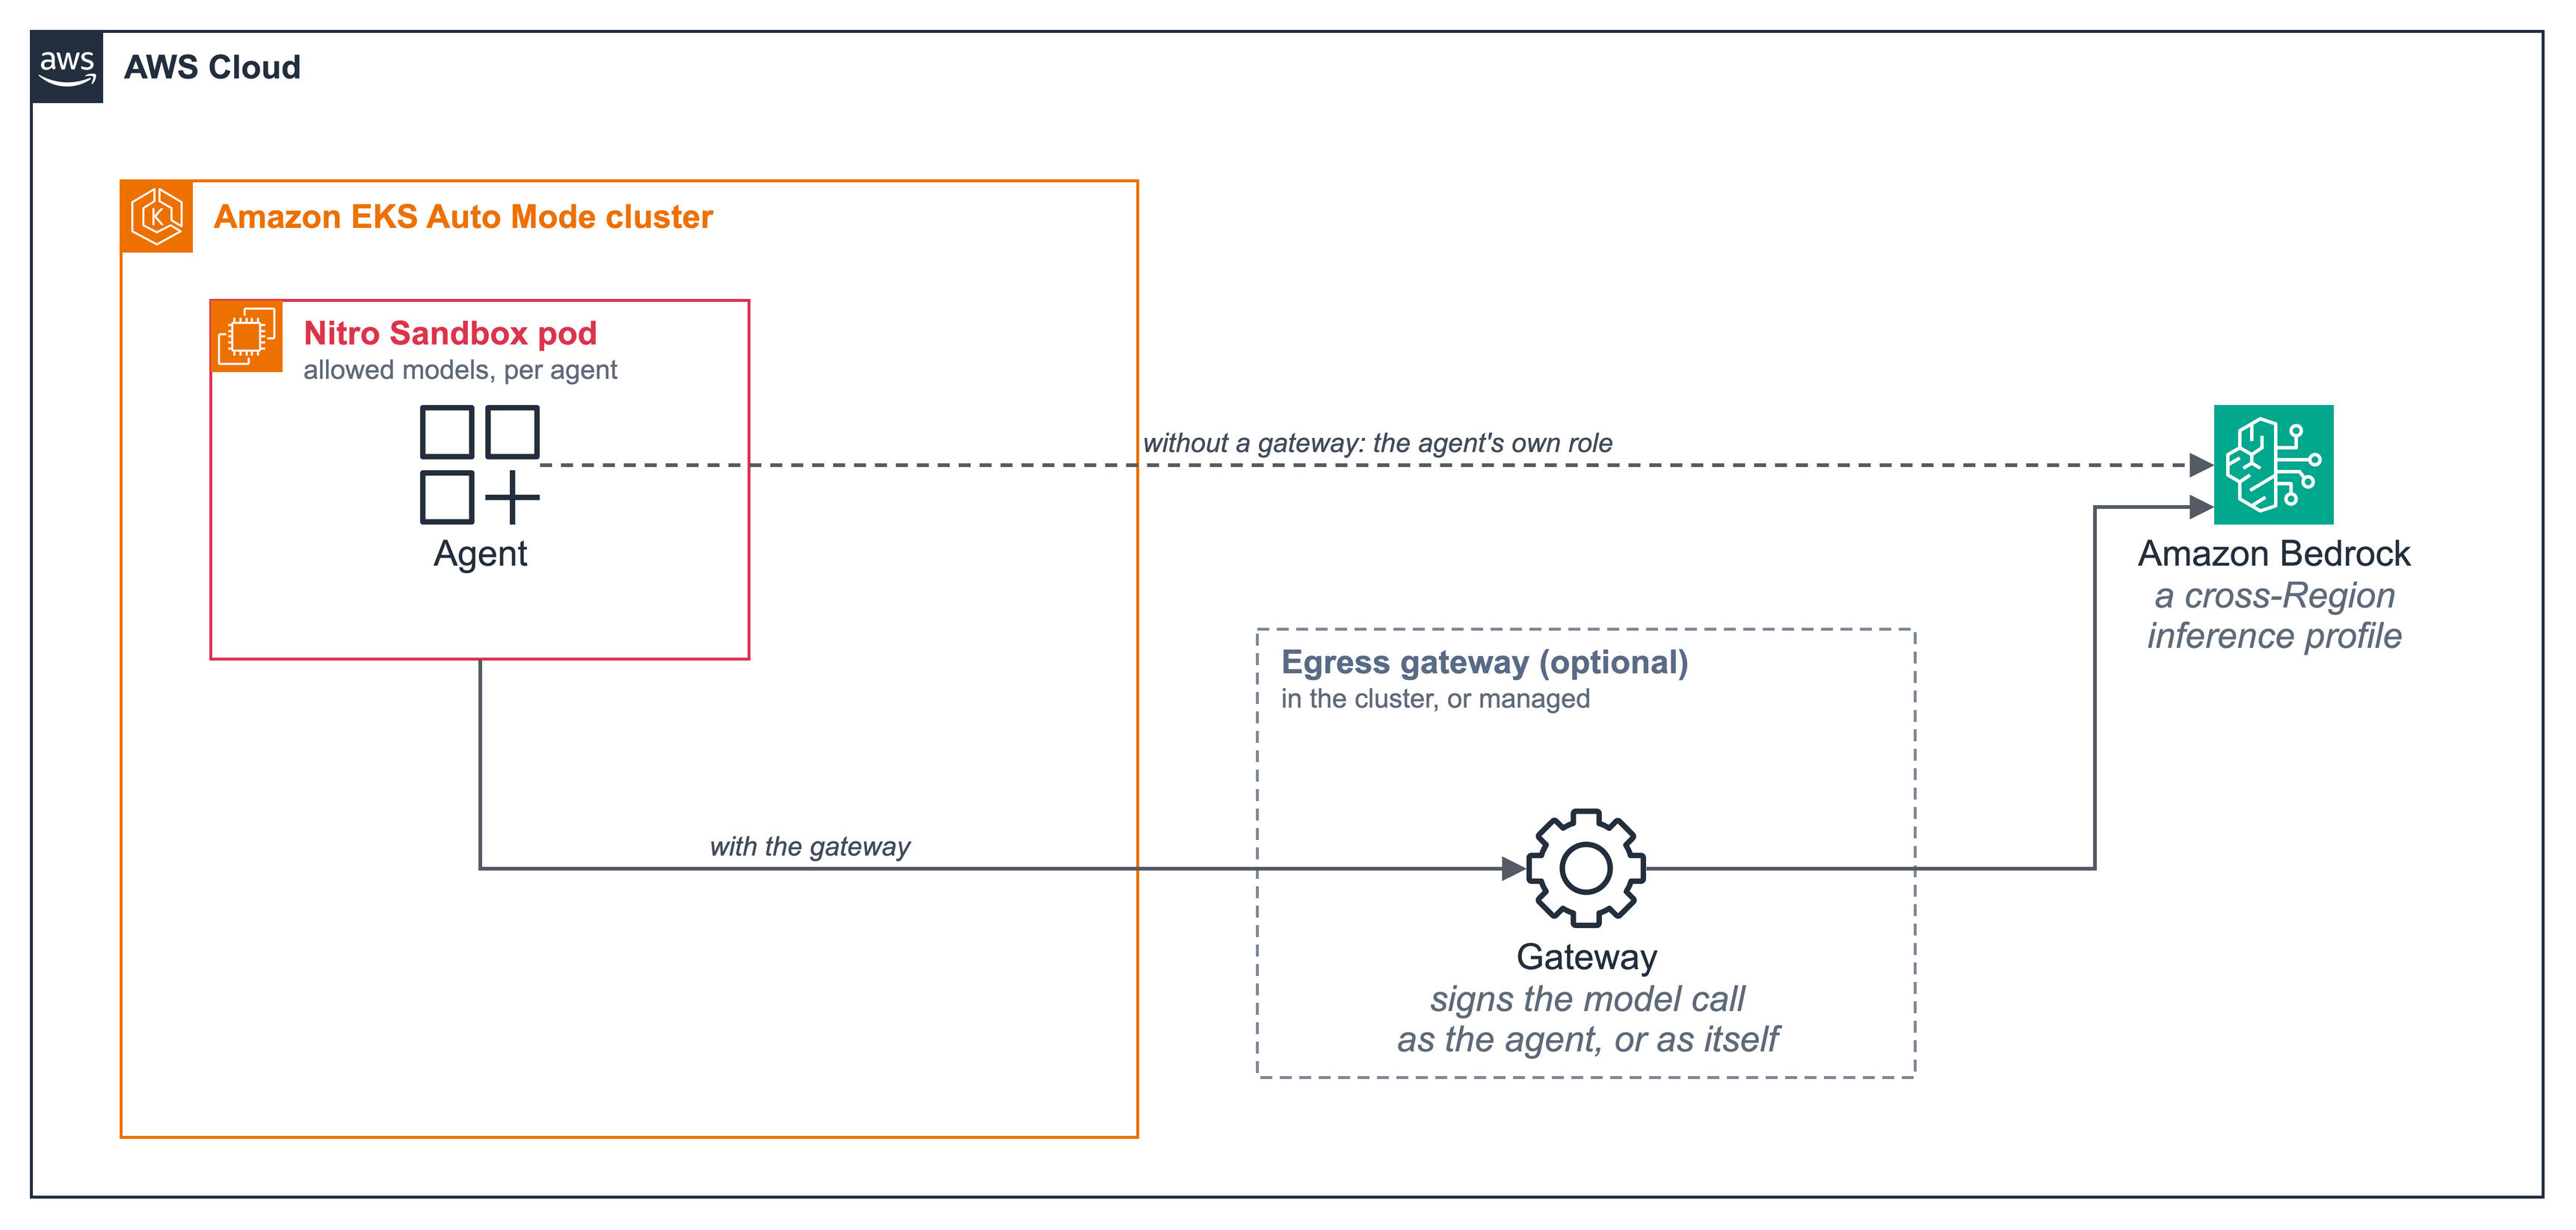 aws
AWS Cloud
Amazon EKS Auto Mode cluster
K
Nitro Sandbox pod
allowed models, per agent
Agent
without a gateway: the agent's own role
Amazon Bedrock
a cross-Region
inference profile
Egress gateway (optional)
in the cluster, or managed
with the gateway
Gateway
signs the model call
as the agent, or as itself